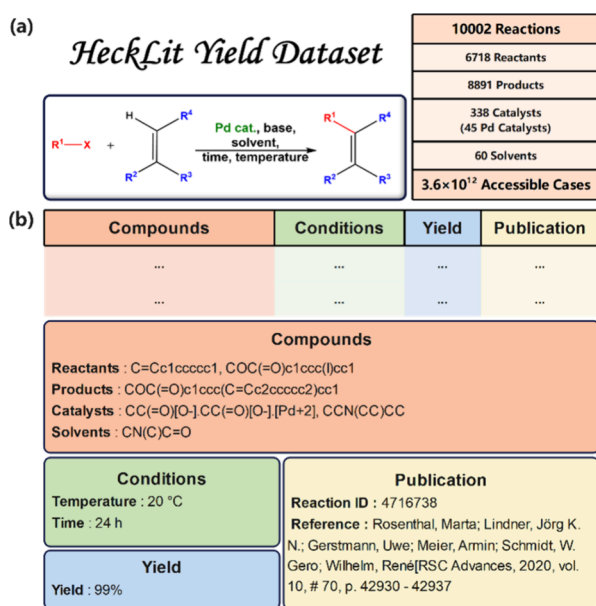 (a)
HeckLit Yield Dataset
R¹—X
+
H
R⁴
R²
R³
Pd cat., base,
solvent,
time, temperature
R¹
R⁴
R²
R³
10002 Reactions
6718 Reactants
8891 Products
338 Catalysts
(45 Pd Catalysts)
60 Solvents
3.6×10¹² Accessible Cases
(b)
Compounds Conditions Yield Publication
... ... ... ...
... ... ... ...
Compounds
Reactants : C=Cc1ccccc1, COC(=O)c1ccc(I)cc1
Products : COC(=O)c1ccc(C=Cc2ccccc2)cc1
Catalysts : CC(=O)[O-].CC(=O)[O-].[Pd+2], CCN(CC)CC
Solvents : CN(C)C=O
Conditions
Temperature : 20 °C
Time : 24 h
Yield
Yield : 99%
Publication
Reaction ID : 4716738
Reference : Rosenthal, Marta; Lindner, Jörg K.
N.; Gerstmann, Uwe; Meier, Armin; Schmidt, W.
Gero; Wilhelm, René[RSC Advances, 2020, vol.
10, # 70, p. 42930 - 42937